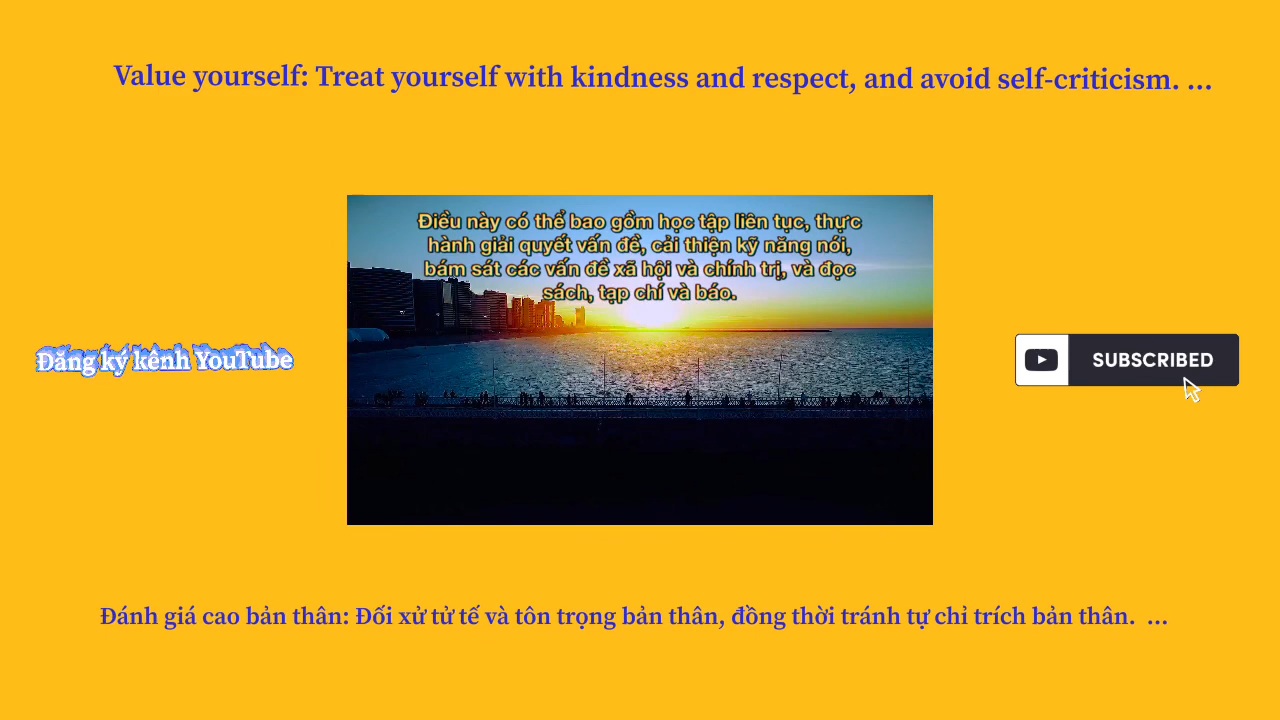 Value yourself: Treat yourself with kindness and respect, and avoid self-criticism. ...
Điều này có thể bao gồm học tập liên tục, thực
hành giải quyết vấn đề, cải thiện kỹ năng nói,
bám sát các vấn đề xã hội và chính trị, và đọc
sách, tạp chí và báo.
Đăng ký kênh YouTube
SUBSCRIBED
Đánh giá cao bản thân: Đối xử tử tế và tôn trọng bản thân, đồng thời tránh tự chỉ trích bản thân. ...